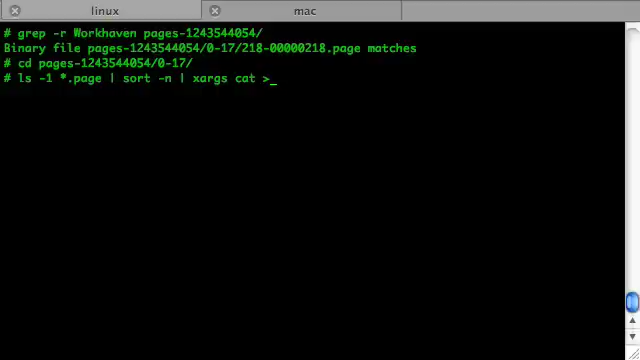 linux
mac
# grep -r Workhaven pages-1243544054/
Binary file pages-1243544054/0-17/218-00000218.page matches
# cd pages-1243544054/0-17/
# ls -1 *.page | sort -n | xargs cat >_